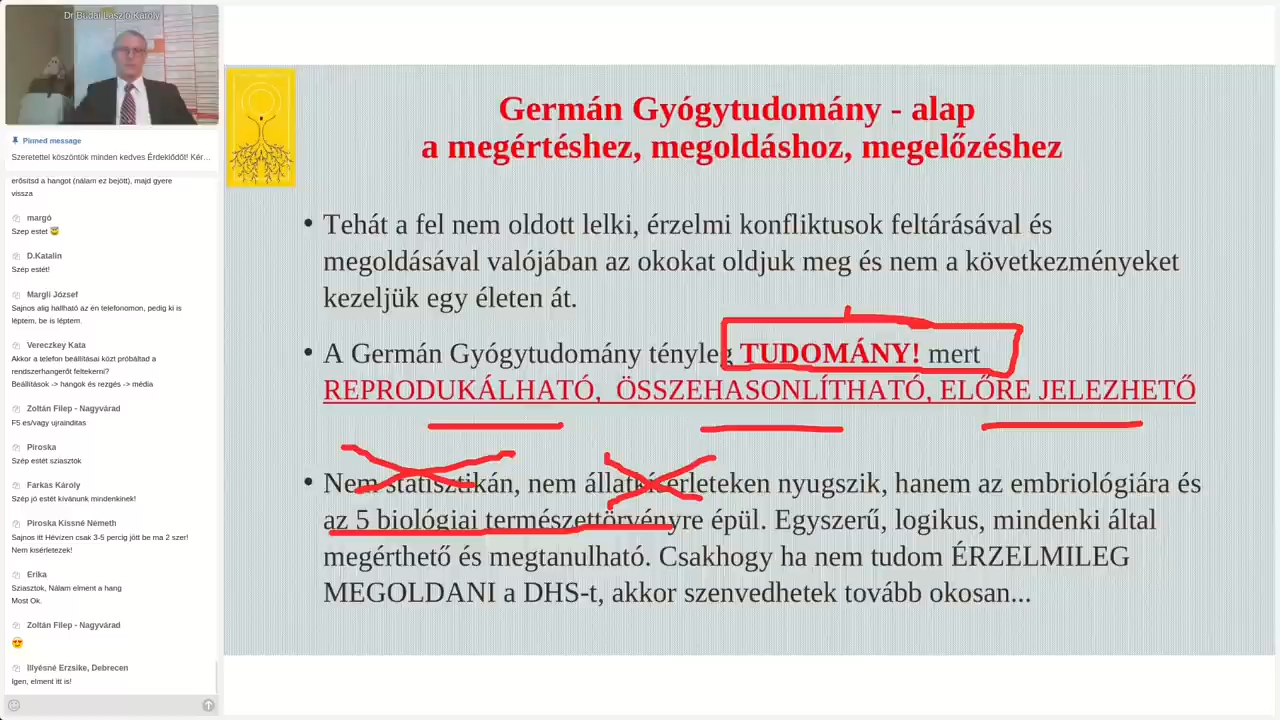 Dr Budai László Károly
Pinned message
Szeretettel köszöntök minden kedves Érdeklődőt! Kér...
erősítsd a hangot (nálam ez bejött), majd gyere
vissza
margó
Szep estet 😇
D.Katalin
Szép estét!
Margli József
Sajnos alig hallható az én telefonomon, pedig ki is
léptem, be is léptem.
Vereczkey Kata
Akkor a telefon beállításai közt próbáltad a
rendszerhangerőt feltekerni?
Beállítások -> hangok és rezgés -> média
Zoltán Filep - Nagyvárad
F5 es/vagy ujrainditas
Piroska
Szép estét sziasztok
Farkas Károly
Szép jó estét kívánunk mindenkinek!
Piroska Kissné Németh
Sajnos itt Hévízen csak 3-5 percig jött be ma 2 szer!
Nem kísérletezek!
Erika
Sziasztok, Nálam elment a hang
Most Ok.
Zoltán Filep - Nagyvárad
😍
Illyésné Erzsike, Debrecen
Igen, elment itt is!
Germán Gyógytudomány - alap
a megértéshez, megoldáshoz, megelőzéshez
• Tehát a fel nem oldott lelki, érzelmi konfliktusok feltárásával és
megoldásával valójában az okokat oldjuk meg és nem a következményeket
kezeljük egy életen át.
• A Germán Gyógytudomány tényleg TUDOMÁNY! mert
REPRODUKÁLHATÓ, ÖSSZEHASONLÍTHATÓ, ELŐRE JELEZHETŐ
• Nem statisztikán, nem állatkísérleteken nyugszik, hanem az embriológiára és
az 5 biológiai természettörvényre épül. Egyszerű, logikus, mindenki által
megérthető és megtanulható. Csakhogy ha nem tudom ÉRZELMILEG
MEGOLDANI a DHS-t, akkor szenvedhetek tovább okosan...